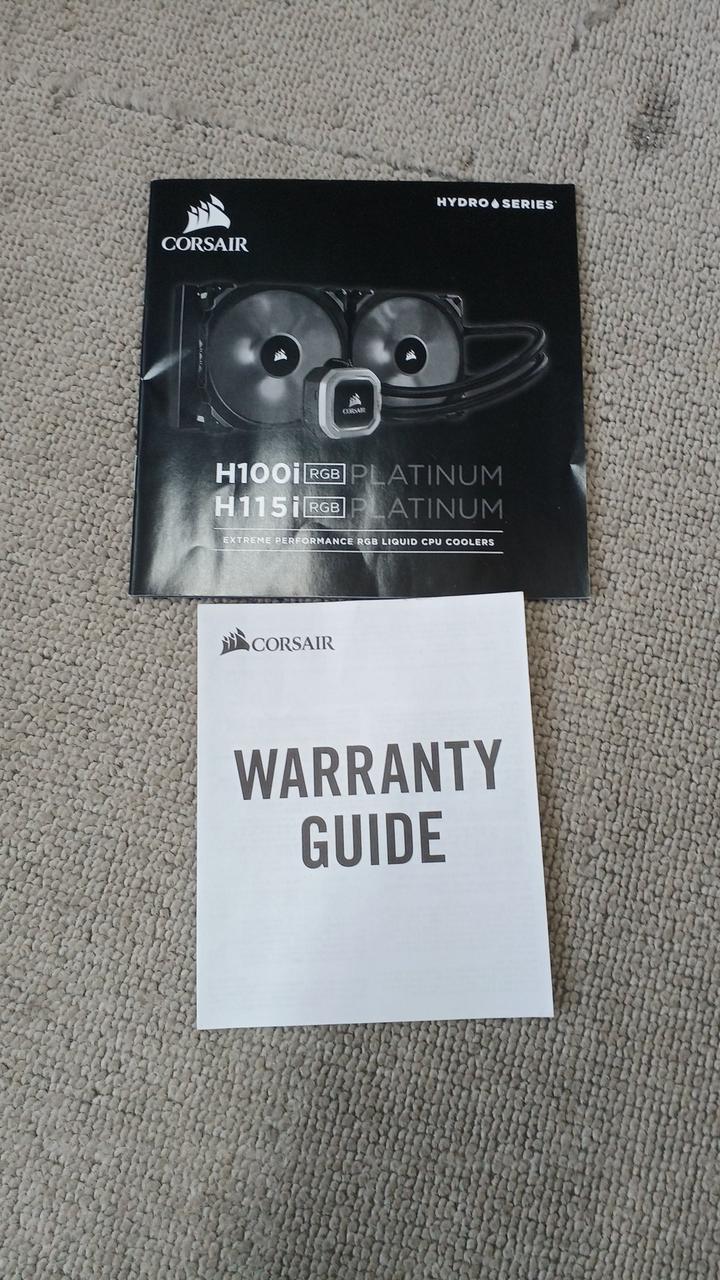 CORSAIR
HYDRO SERIES
CORSAIR
H100i RGB PLATINUM
H115i RGB PLATINUM
EXTREME PERFORMANCE RGB LIQUID CPU COOLERS
CORSAIR
WARRANTY
GUIDE